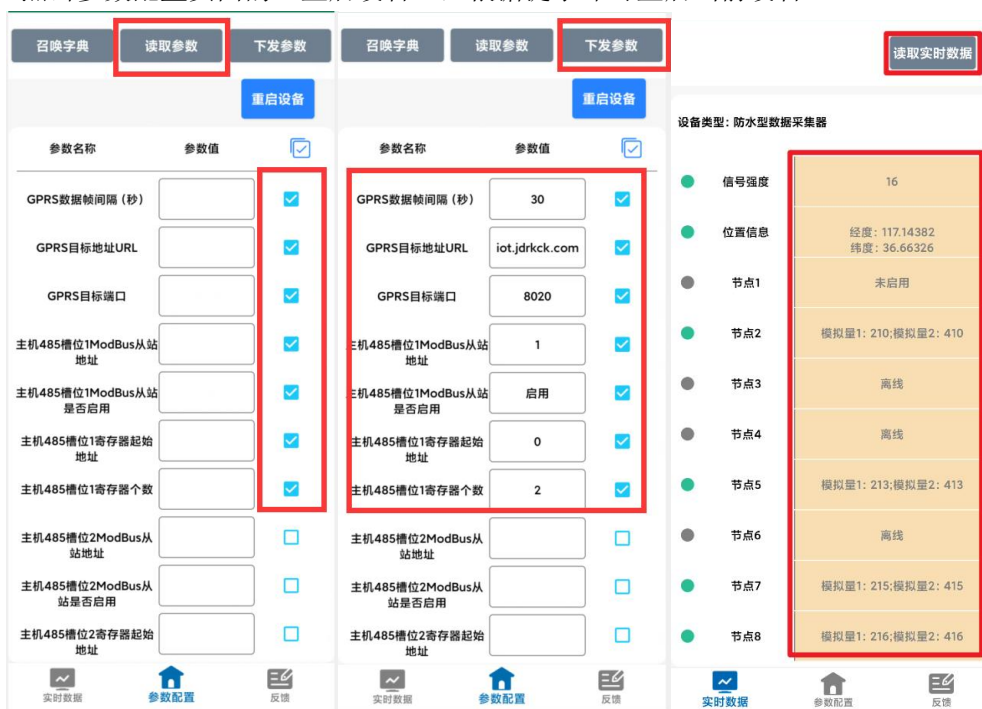 召唤字典
读取参数
下发参数
重启设备
参数名称
参数值
GPRS数据帧间隔（秒）
GPRS目标地址URL
GPRS目标端口
主机485槽位1ModBus从站
地址
主机485槽位1ModBus从站
是否启用
主机485槽位1寄存器起始
地址
主机485槽位1寄存器个数
主机485槽位2ModBus从
站地址
主机485槽位2ModBus从
站是否启用
主机485槽位2寄存器起始
地址
实时数据
参数配置
反馈
召唤字典
读取参数
下发参数
重启设备
参数名称
参数值
GPRS数据帧间隔（秒）
30
GPRS目标地址URL
iot.jdrkck.com
GPRS目标端口
8020
主机485槽位1ModBus从站
地址
1
主机485槽位1ModBus从站
是否启用
启用
主机485槽位1寄存器起始
地址
0
主机485槽位1寄存器个数
2
主机485槽位2ModBus从
站地址
主机485槽位2ModBus从
站是否启用
主机485槽位2寄存器起始
地址
实时数据
参数配置
反馈
读取实时数据
设备类型：防水型数据采集器
信号强度
16
位置信息
经度：117.14382
纬度：36.66326
节点1
未启用
节点2
模拟量1：210;模拟量2：410
节点3
离线
节点4
离线
节点5
模拟量1：213;模拟量2：413
节点6
离线
节点7
模拟量1：215;模拟量2：415
节点8
模拟量1：216;模拟量2：416
实时数据
参数配置
反馈